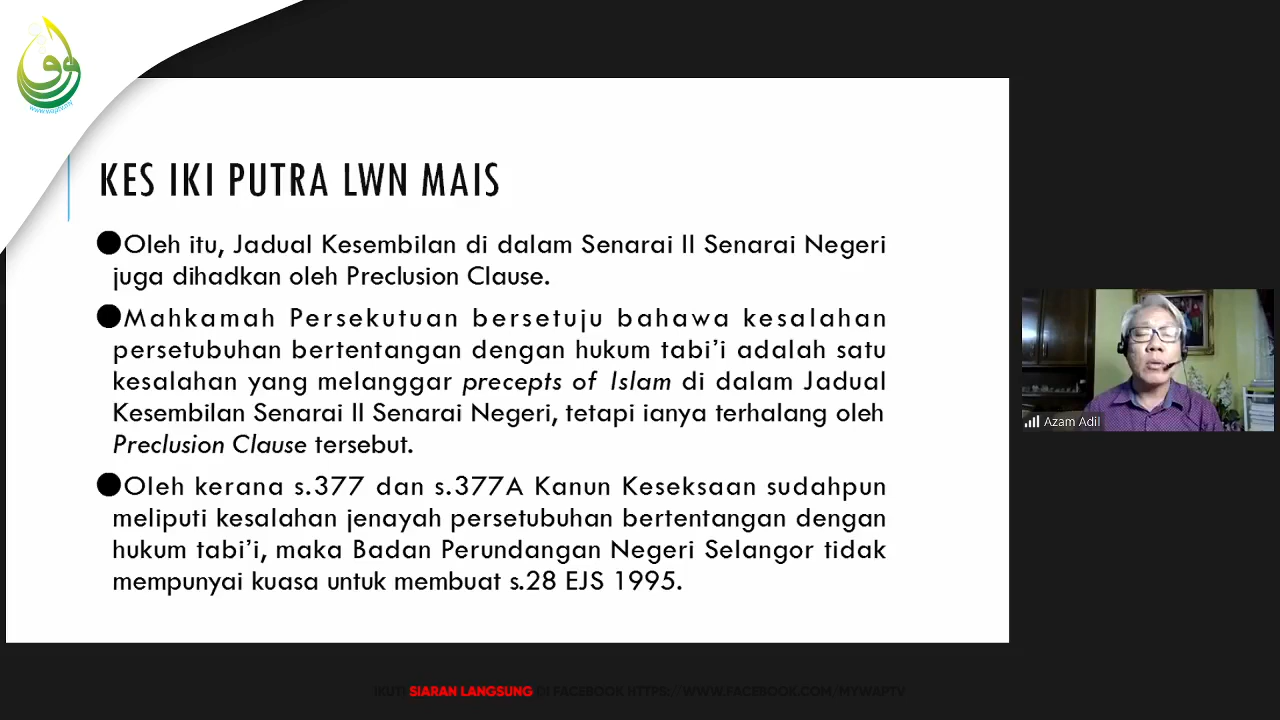 وق
www.waptv.my
KES IKI PUTRA LWN MAIS
●Oleh itu, Jadual Kesembilan di dalam Senarai II Senarai Negeri
juga dihadkan oleh Preclusion Clause.
●Mahkamah Persekutuan bersetuju bahawa kesalahan
persetubuhan bertentangan dengan hukum tabi’i adalah satu
kesalahan yang melanggar precepts of Islam di dalam Jadual
Kesembilan Senarai II Senarai Negeri, tetapi ianya terhalang oleh
Preclusion Clause tersebut.
●Oleh kerana s.377 dan s.377A Kanun Keseksaan sudahpun
meliputi kesalahan jenayah persetubuhan bertentangan dengan
hukum tabi’i, maka Badan Perundangan Negeri Selangor tidak
mempunyai kuasa untuk membuat s.28 EJS 1995.
Azam Adil
IKUTI SIARAN LANGSUNG DI FACEBOOK HTTPS://WWW.FACEBOOK.COM/MYWAPTV